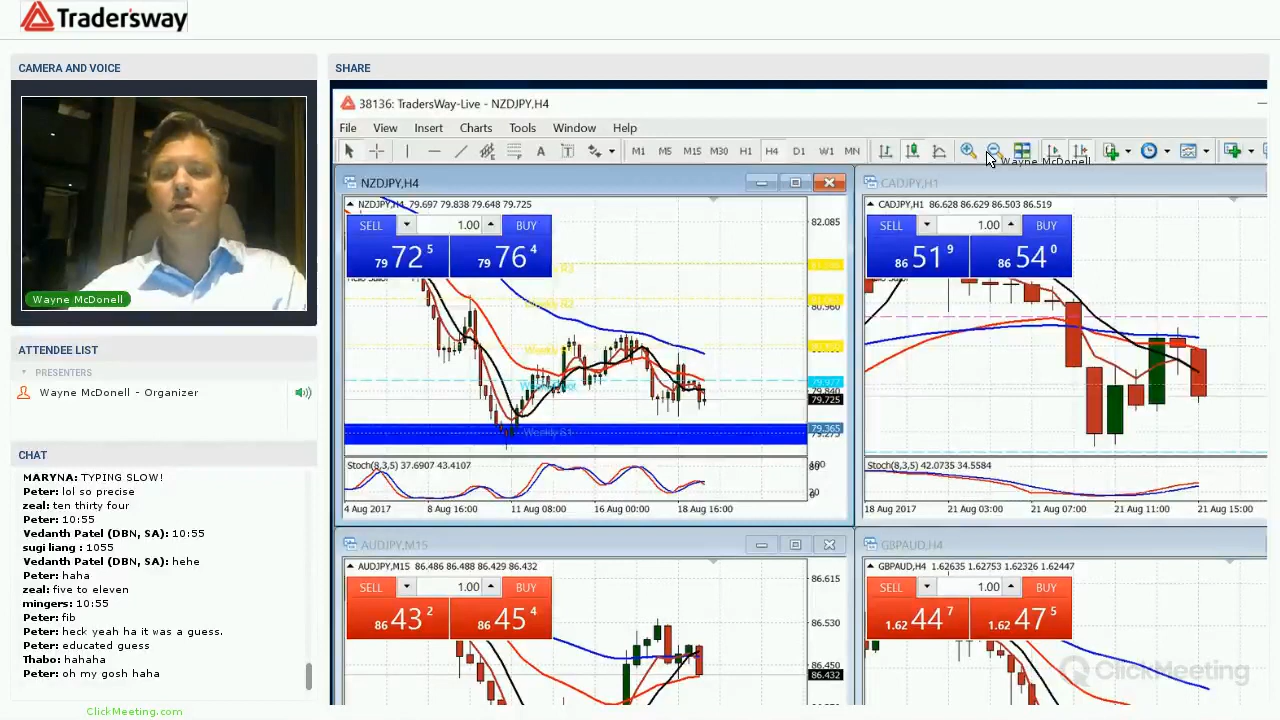 Tradersway
CAMERA AND VOICE
Wayne McDonell
ATTENDEE LIST
PRESENTERS
Wayne McDonell - Organizer
CHAT
MARYNA: TYPING SLOW!
Peter: lol so precise
zeal: ten thirty four
Peter: 10:55
Vedanth Patel (DBN, SA): 10:55
sugi liang : 1055
Vedanth Patel (DBN, SA): hehe
Peter: haha
zeal: five to eleven
mingers: 10:55
Peter: fib
Peter: heck yeah ha it was a guess.
Peter: educated guess
Thabo: hahaha
Peter: oh my gosh haha
ClickMeeting.com
SHARE
38136: TradersWay-Live - NZDJPY,H4
File View Insert Charts Tools Window Help
A T M1 M5 M15 M30 H1 H4 D1 W1 MN
Wayne McDonell
NZDJPY,H4
NZDJPY,H4 79.697 79.838 79.648 79.725
SELL 1.00 BUY
79 72 5 79 76 4
82.085
80.960
79.977
79.725
79.365
Stoch(8,3,5) 37.6907 43.4107
20
4 Aug 2017 8 Aug 16:00 11 Aug 08:00 16 Aug 00:00 18 Aug 16:00
CADJPY,H1
CADJPY,H1 86.628 86.629 86.503 86.519
SELL 1.00 BUY
86 51 9 86 54 0
Stoch(8,3,5) 42.0735 34.5584
18 Aug 2017 21 Aug 03:00 21 Aug 07:00 21 Aug 11:00 21 Aug 15:00
AUDJPY,M15
AUDJPY,M15 86.486 86.488 86.429 86.432
SELL 1.00 BUY
86 43 2 86 45 4
86.615
86.530
86.450
86.432
GBPAUD,H4
GBPAUD,H4 1.62635 1.62753 1.62326 1.62447
SELL 1.00 BUY
1.62 44 7 1.62 47 5
ClickMeeting